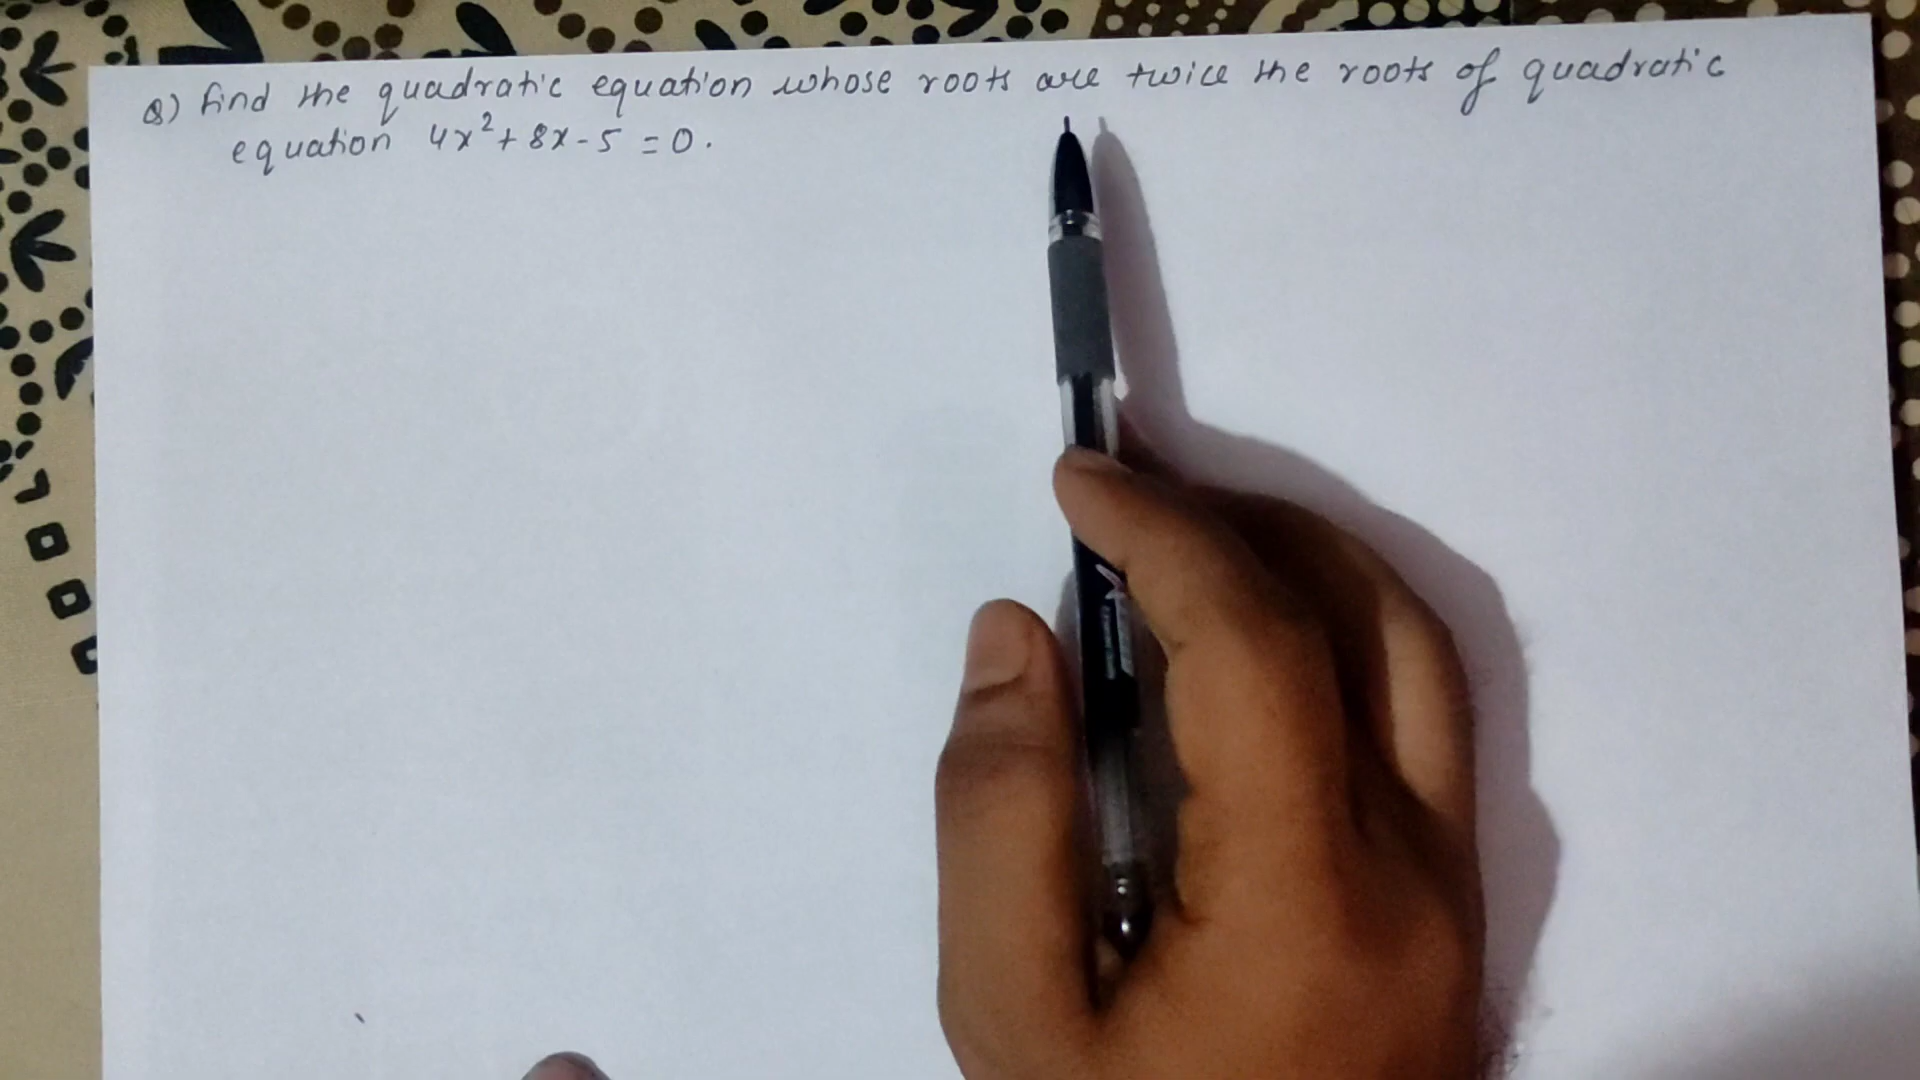 Q) find the quadratic equation whose roots are twice the roots of quadratic
equation 4x² + 8x - 5 = 0.